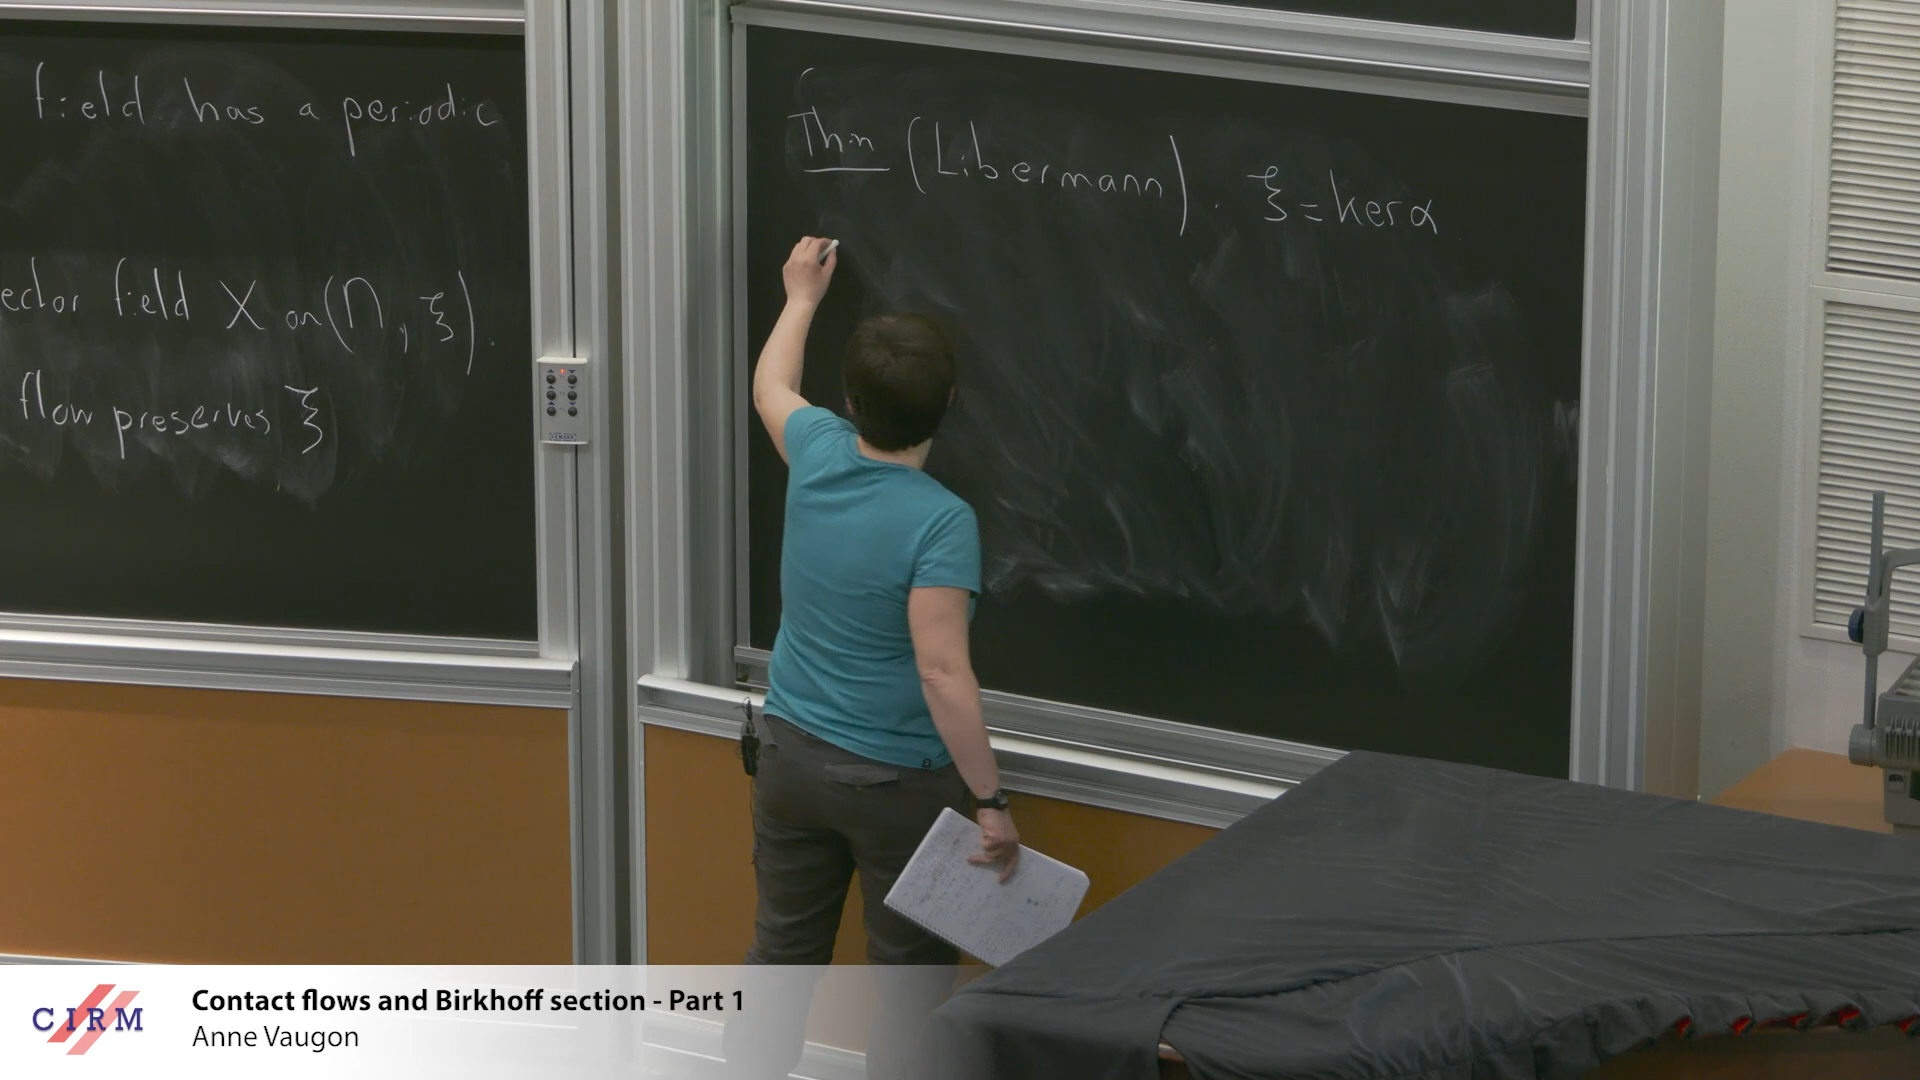 field has a periodic
ector field X on (M, ξ).
flow preserves ξ
Thm (Libermann). ξ = ker α
CIRM
Contact flows and Birkhoff section - Part 1
Anne Vaugon